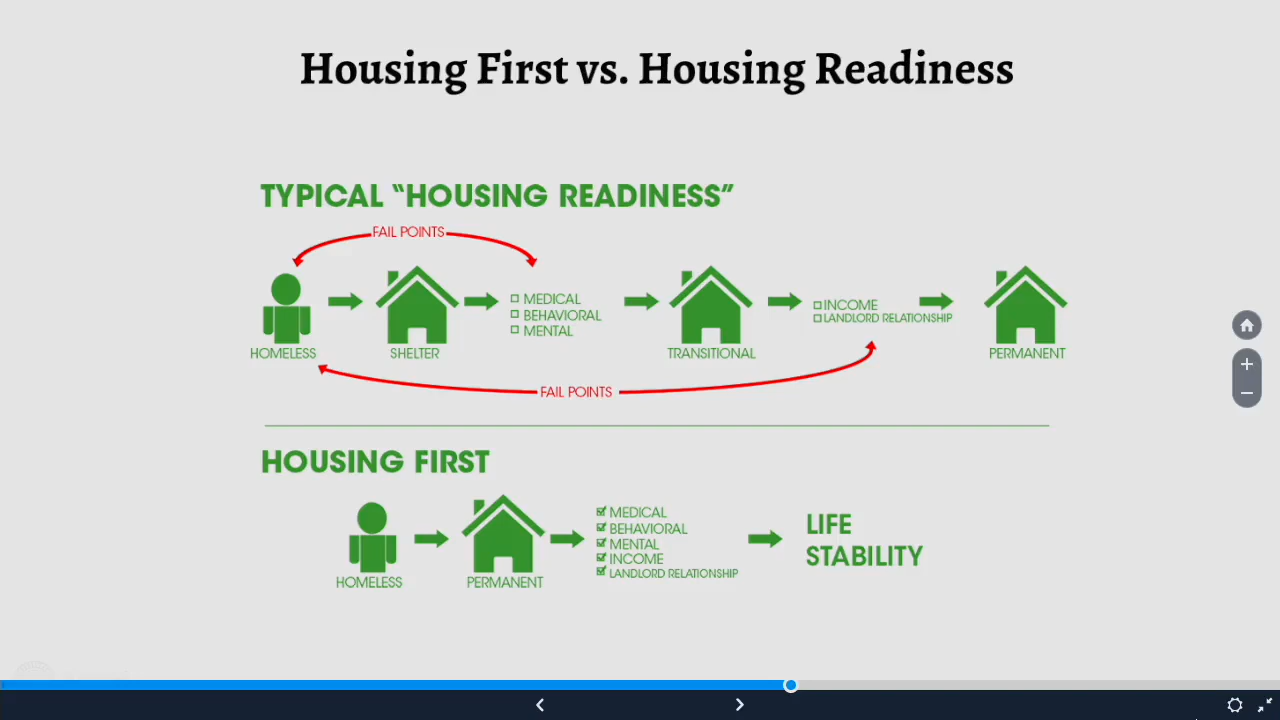 Housing First vs. Housing Readiness
TYPICAL “HOUSING READINESS”
FAIL POINTS
HOMELESS
SHELTER
MEDICAL
BEHAVIORAL
MENTAL
TRANSITIONAL
INCOME
LANDLORD RELATIONSHIP
PERMANENT
FAIL POINTS
HOUSING FIRST
HOMELESS
PERMANENT
MEDICAL
BEHAVIORAL
MENTAL
INCOME
LANDLORD RELATIONSHIP
LIFE
STABILITY